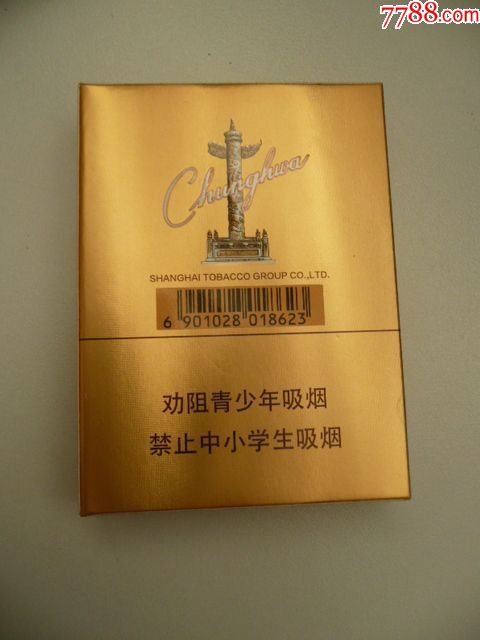 7788.com
Chunghwa
SHANGHAI TOBACCO GROUP CO.,LTD.
6 901028 018623
劝阻青少年吸烟
禁止中小学生吸烟